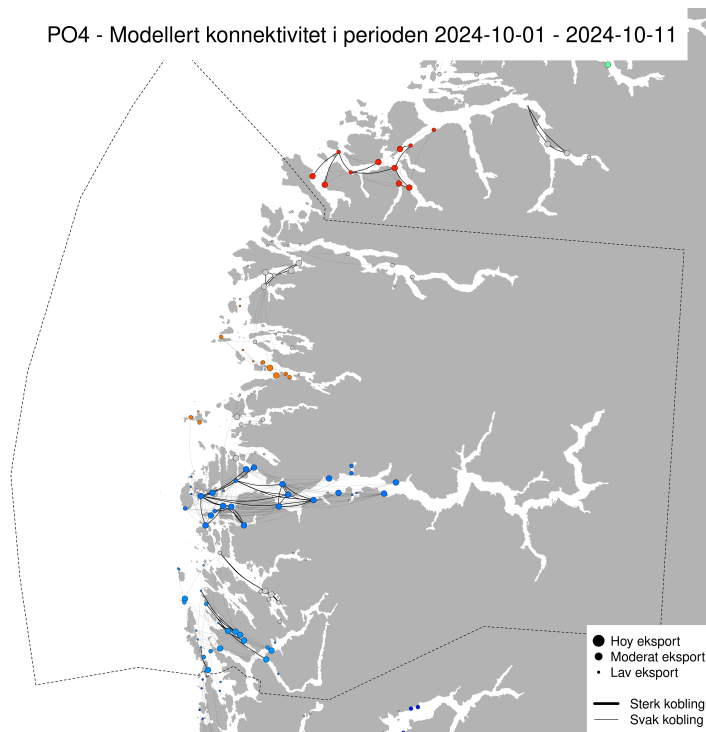 PO4 - Modellert konnektivitet i perioden 2024-10-01 - 2024-10-11
Hoy eksport
Moderat eksport
Lav eksport
Sterk kobling
Svak kobling